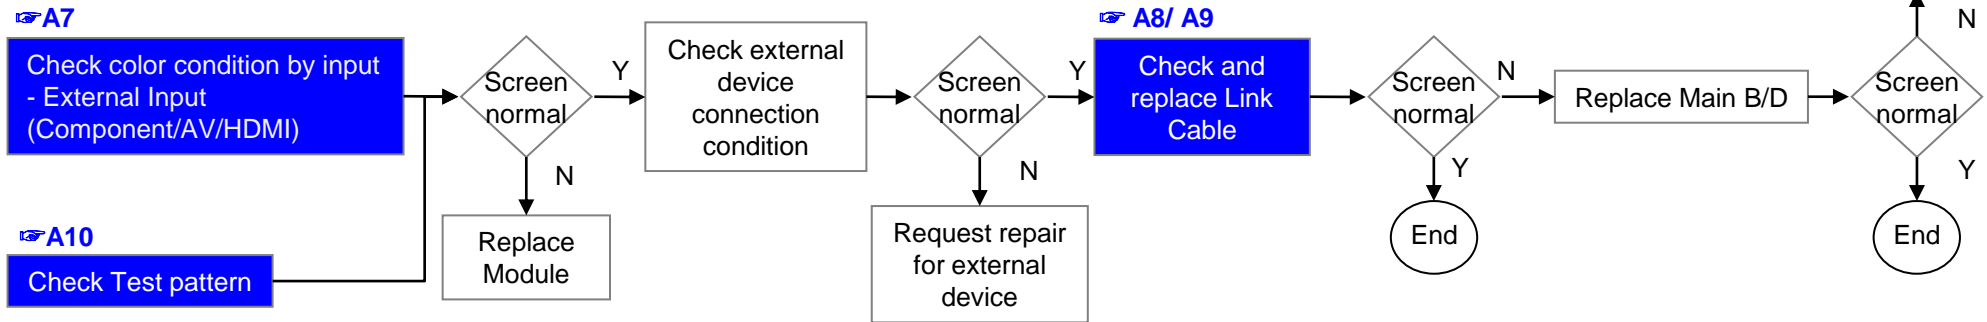 ☞A7
Check color condition by input
- External Input
(Component/AV/HDMI)
☞A10
Check Test pattern
Screen
normal
Y
N
Replace
Module
Check external
device
connection
condition
Screen
normal
Y
N
Request repair
for external
device
☞ A8/ A9
Check and
replace Link
Cable
Screen
normal
N
Y
End
Replace Main B/D
Screen
normal
N
Y
End